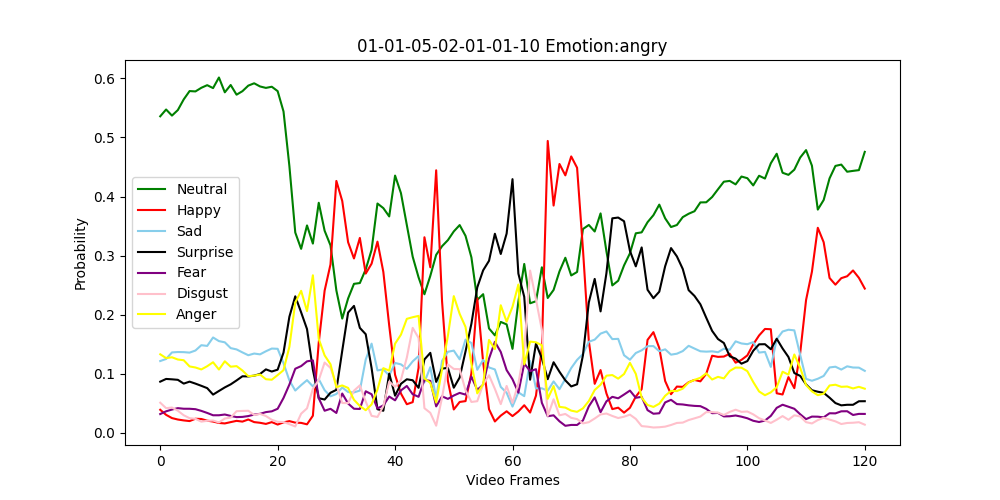 01-01-05-02-01-01-10 Emotion:angry
0.6
0.5
0.4
0.3
0.2
0.1
0.0
Probability
Neutral
Happy
Sad
Surprise
Fear
Disgust
Anger
0 20 40 60 80 100 120
Video Frames